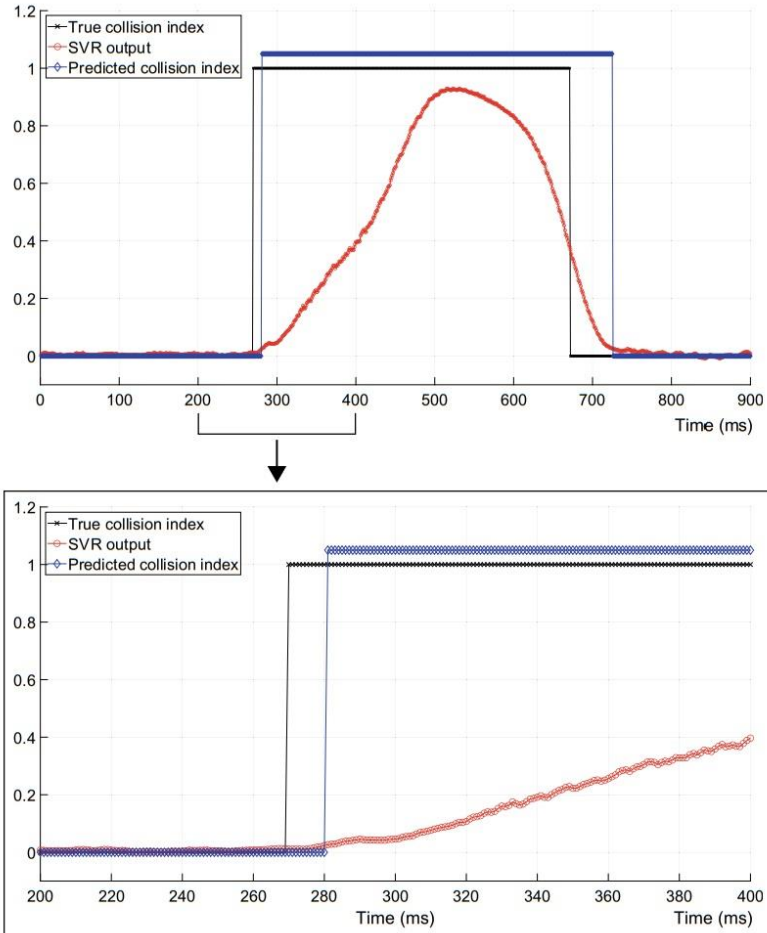 1.2
1
0.8
0.6
0.4
0.2
0
True collision index
SVR output
Predicted collision index
0 100 200 300 400 500 600 700 800 900
Time (ms)
1.2
1
0.8
0.6
0.4
0.2
0
True collision index
SVR output
Predicted collision index
200 220 240 260 280 300 320 340 360 380 400
Time (ms) Time (ms)